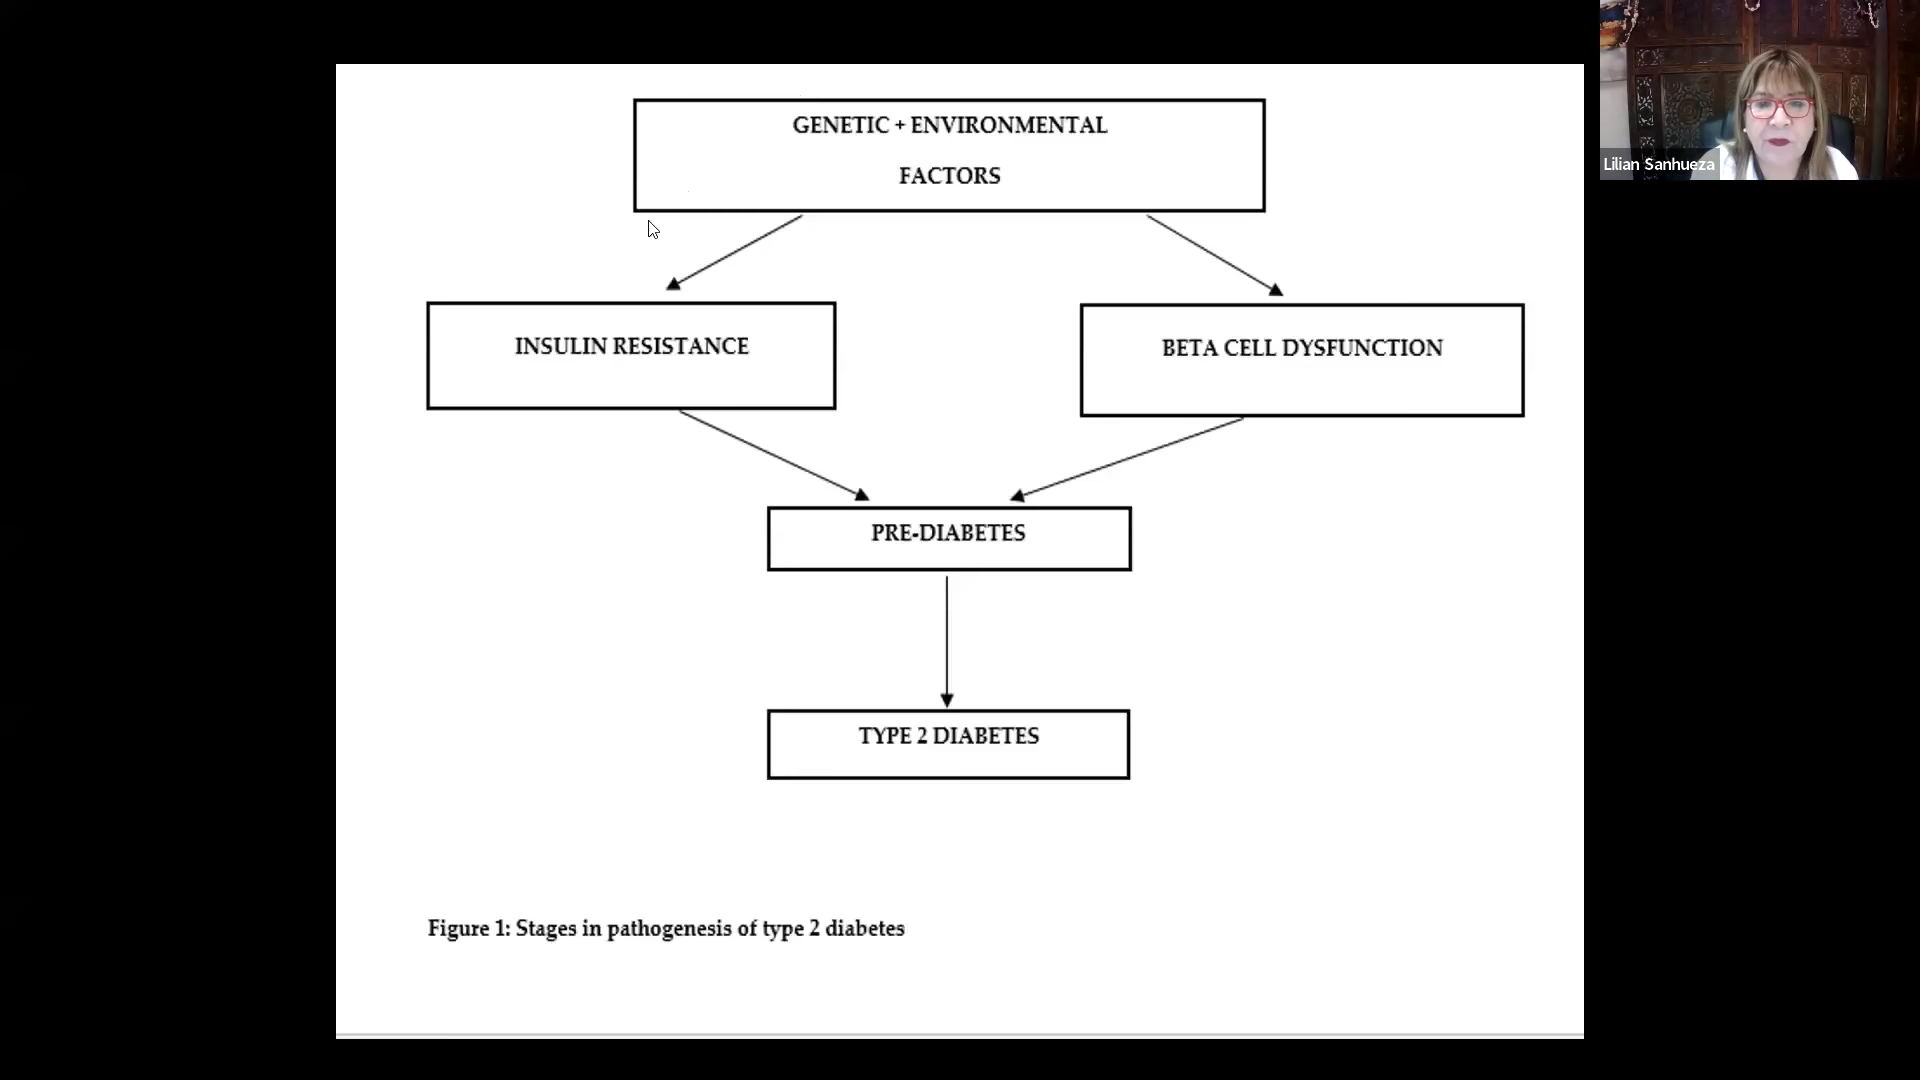 GENETIC + ENVIRONMENTAL
FACTORS
INSULIN RESISTANCE
BETA CELL DYSFUNCTION
PRE-DIABETES
TYPE 2 DIABETES
Figure 1: Stages in pathogenesis of type 2 diabetes
Lilian Sanhueza